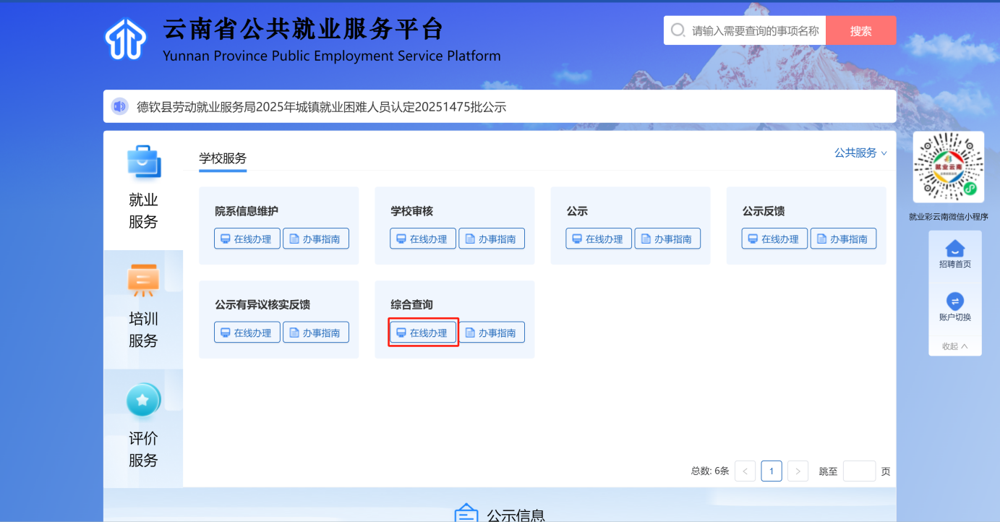 云南省公共就业服务平台
Yunnan Province Public Employment Service Platform
请输入需要查询的事项名称
搜索
德钦县劳动就业服务局2025年城镇就业困难人员认定20251475批公示
就业
服务
培训
服务
评价
服务
学校服务
公共服务
院系信息维护
在线办理 办事指南
学校审核
在线办理 办事指南
公示
在线办理 办事指南
公示反馈
在线办理 办事指南
公示有异议核实反馈
在线办理 办事指南
综合查询
在线办理 办事指南
总数: 6条 < 1 > 跳至 页
就业云南
就业彩云南微信小程序
招聘首页
账户切换
收起
公示信息